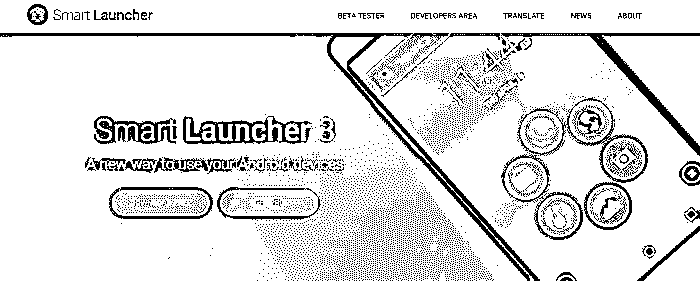 Smart Launcher
BETA TESTER
DEVELOPERS AREA
TRANSLATE
NEWS
ABOUT
Smart Launcher 3
A new way to use your Android devices